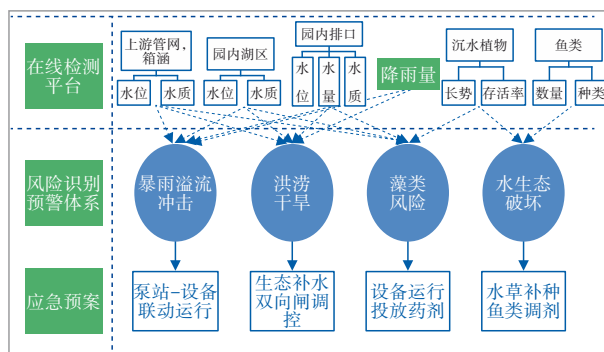 在线检测
平台
上游管网,
箱涵
水位
水质
园内湖区
水位
水质
园内排口
水
位
水
量
水
质
降雨量
沉水植物
长势
存活率
鱼类
数量
种类
风险识别
预警体系
暴雨溢流
冲击
洪涝
干旱
藻类
风险
水生态
破坏
应急预案
泵站-设备
联动运行
生态补水
双向闸调
控
设备运行
投放药剂
水草补种
鱼类调剂